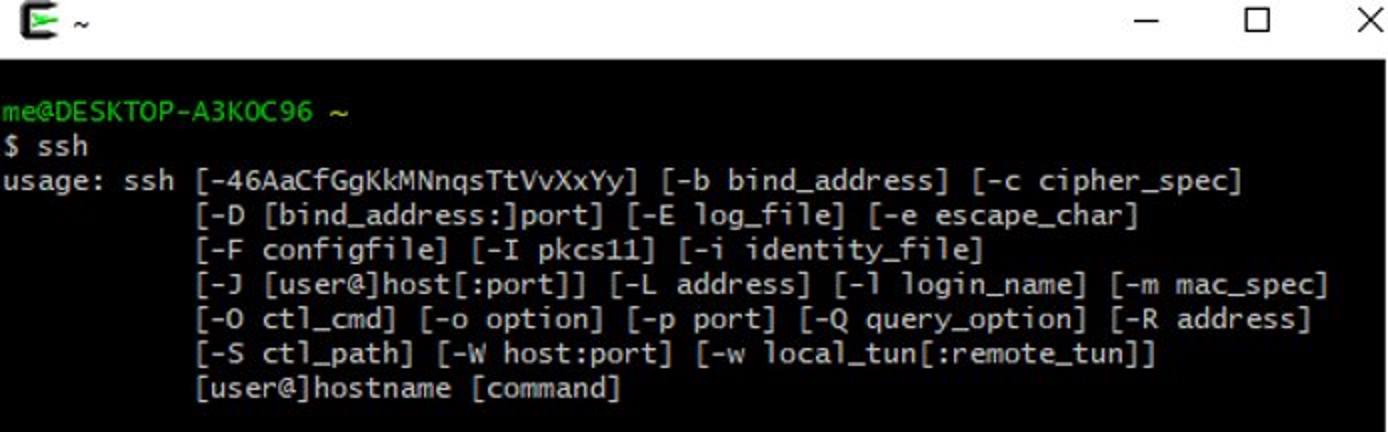 ~
me@DESKTOP-A3KOC96 ~
$ ssh
usage: ssh [-46AaCfGgKkMNnqsTtVvXxYy] [-b bind_address] [-c cipher_spec]
[-D [bind_address:]port] [-E log_file] [-e escape_char]
[-F configfile] [-I pkcs11] [-i identity_file]
[-J [user@]host[:port]] [-L address] [-l login_name] [-m mac_spec]
[-O ctl_cmd] [-o option] [-p port] [-Q query_option] [-R address]
[-S ctl_path] [-W host:port] [-w local_tun[:remote_tun]]
[user@]hostname [command]